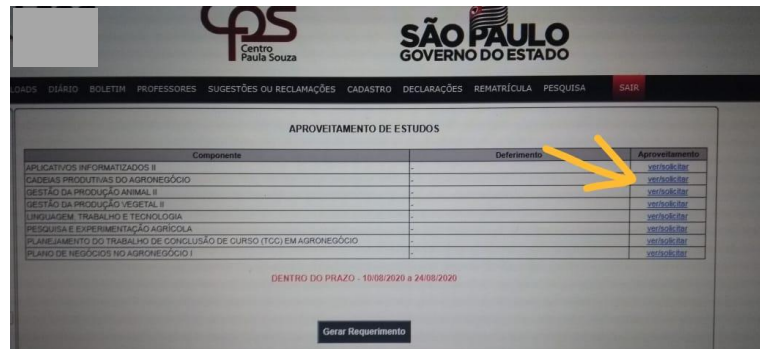 CPS
Centro
Paula Souza
SÃO PAULO
GOVERNO DO ESTADO
LOADS DIÁRIO BOLETIM PROFESSORES SUGESTÕES OU RECLAMAÇÕES CADASTRO DECLARAÇÕES REMATRÍCULA PESQUISA SAIR
APROVEITAMENTO DE ESTUDOS
Componente Deferimento Aproveitamento
APLICATIVOS INFORMATIZADOS II - ver/solicitar
CADEIAS PRODUTIVAS DO AGRONEGÓCIO - ver/solicitar
GESTÃO DA PRODUÇÃO ANIMAL II - ver/solicitar
GESTÃO DA PRODUÇÃO VEGETAL II - ver/solicitar
LINGUAGEM, TRABALHO E TECNOLOGIA - ver/solicitar
PESQUISA E EXPERIMENTAÇÃO AGRÍCOLA - ver/solicitar
PLANEJAMENTO DO TRABALHO DE CONCLUSÃO DE CURSO (TCC) EM AGRONEGÓCIO - ver/solicitar
PLANO DE NEGÓCIOS NO AGRONEGÓCIO I - ver/solicitar
DENTRO DO PRAZO - 10/08/2020 a 24/08/2020
Gerar Requerimento